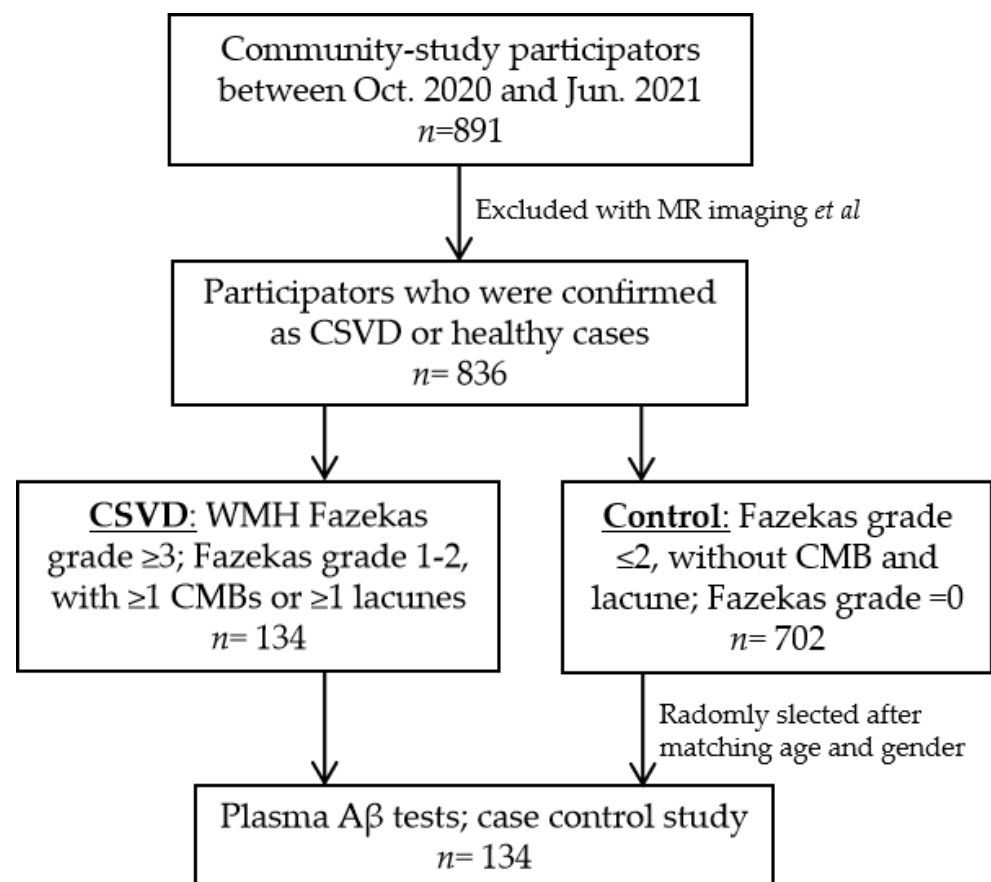 Community-study participators
between Oct. 2020 and Jun. 2021
n=891
Excluded with MR imaging et al
Participators who were confirmed
as CSVD or healthy cases
n= 836
CSVD: WMH Fazekas
grade ≥3; Fazekas grade 1-2,
with ≥1 CMBs or ≥1 lacunes
n= 134
Control: Fazekas grade
≤2, without CMB and
lacune; Fazekas grade =0
n= 702
Radomly slected after
matching age and gender
Plasma Aβ tests; case control study
n= 134